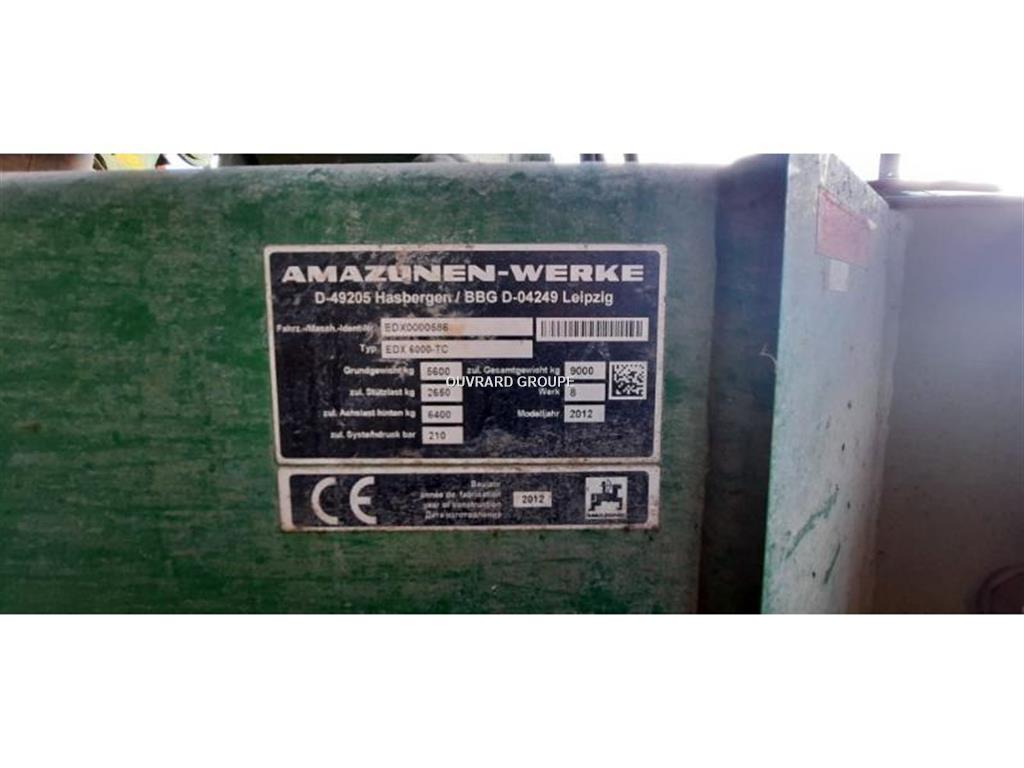 AMAZONEN-WERKE
D-49205 Hasbergen / BBG D-04249 Leipzig
Fahrz.-/Masch.-Ident-Nr. EDX0000586
Typ EDX 6000-TC
Grundgewicht kg 5600 zul. Gesamtgewicht kg 9000
OUVRARD GROUPE
zul. Stützlast kg 2650 Werk 8
zul. Achslast hinten kg 6400 Modelljahr 2012
zul. Systemdruck bar 210
CE
Baujahr
année de fabrication 2012
year of construction
Дата изготовления